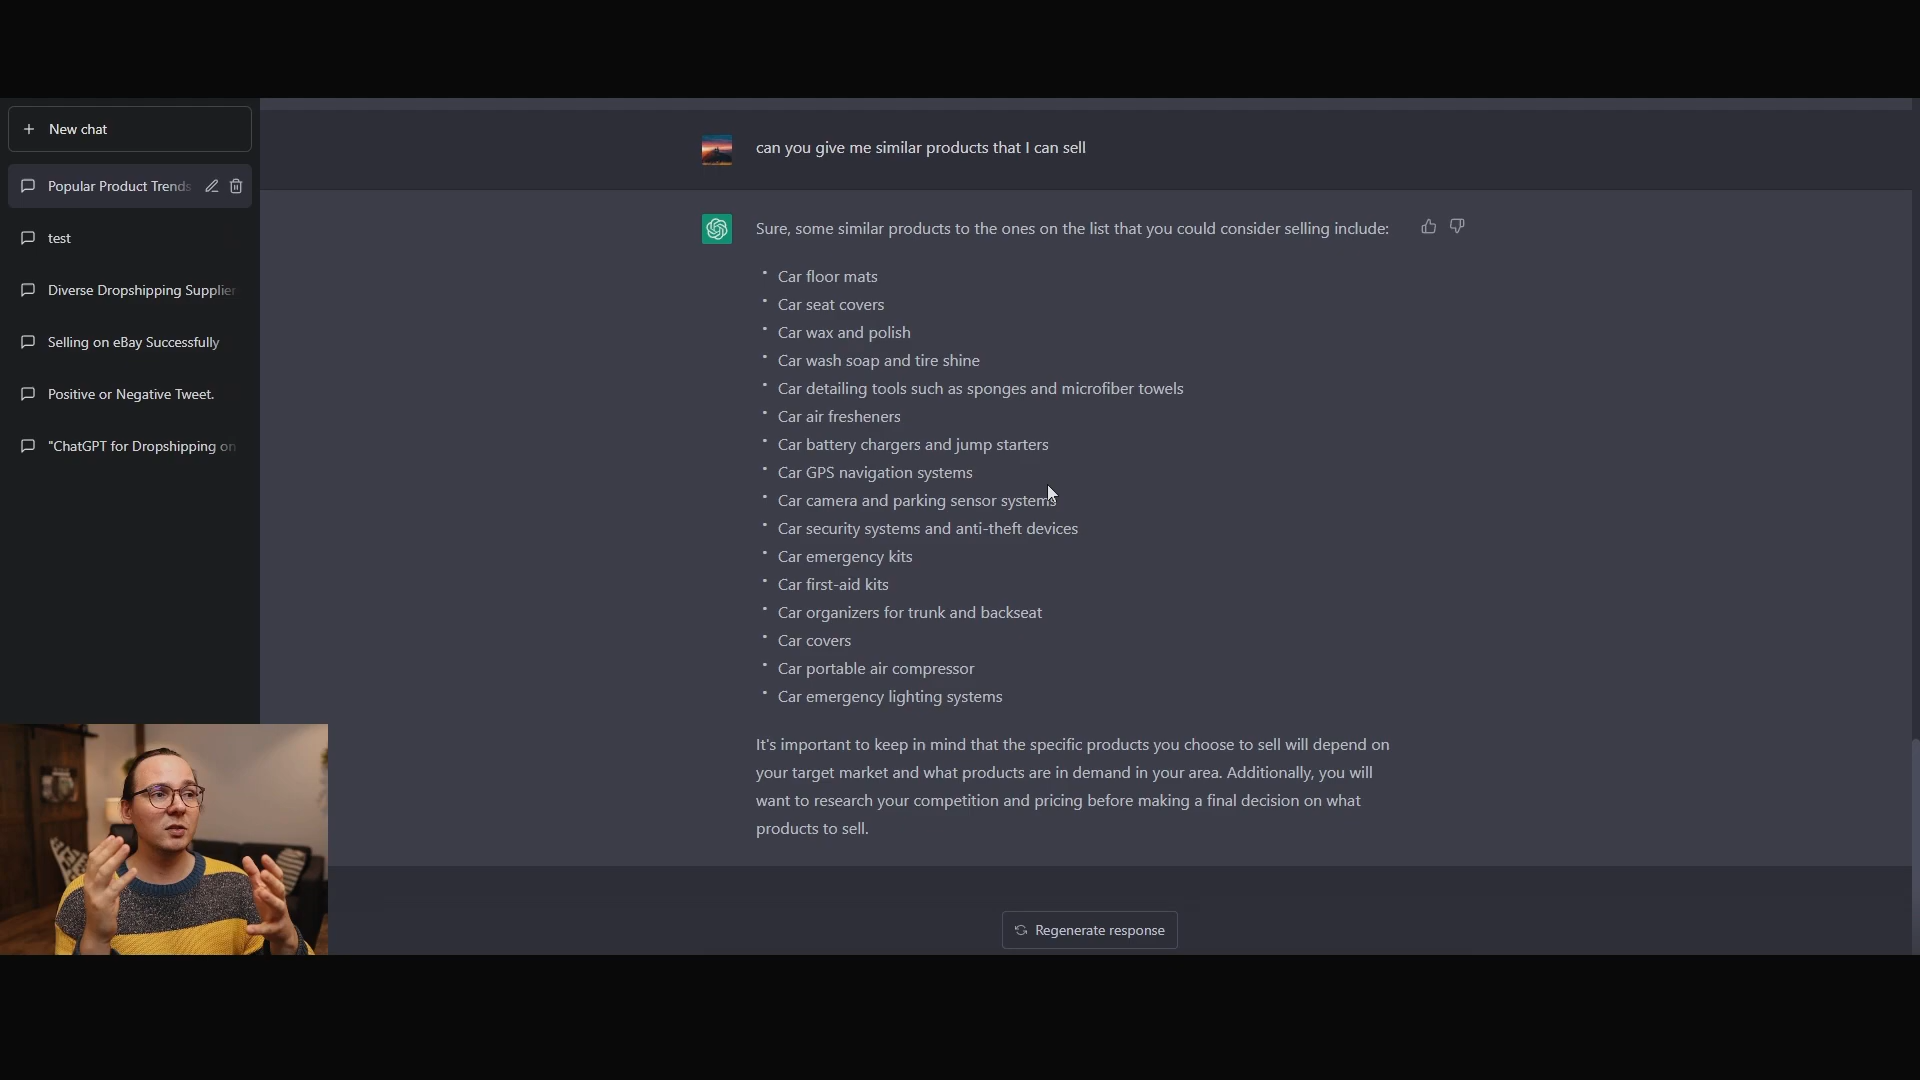 New chat
Popular Product Trends
test
Diverse Dropshipping Supplier
Selling on eBay Successfully
Positive or Negative Tweet.
"ChatGPT for Dropshipping on
can you give me similar products that I can sell
Sure, some similar products to the ones on the list that you could consider selling include:
• Car floor mats
• Car seat covers
• Car wax and polish
• Car wash soap and tire shine
• Car detailing tools such as sponges and microfiber towels
• Car air fresheners
• Car battery chargers and jump starters
• Car GPS navigation systems
• Car camera and parking sensor systems
• Car security systems and anti-theft devices
• Car emergency kits
• Car first-aid kits
• Car organizers for trunk and backseat
• Car covers
• Car portable air compressor
• Car emergency lighting systems
It's important to keep in mind that the specific products you choose to sell will depend on
your target market and what products are in demand in your area. Additionally, you will
want to research your competition and pricing before making a final decision on what
products to sell.
Regenerate response